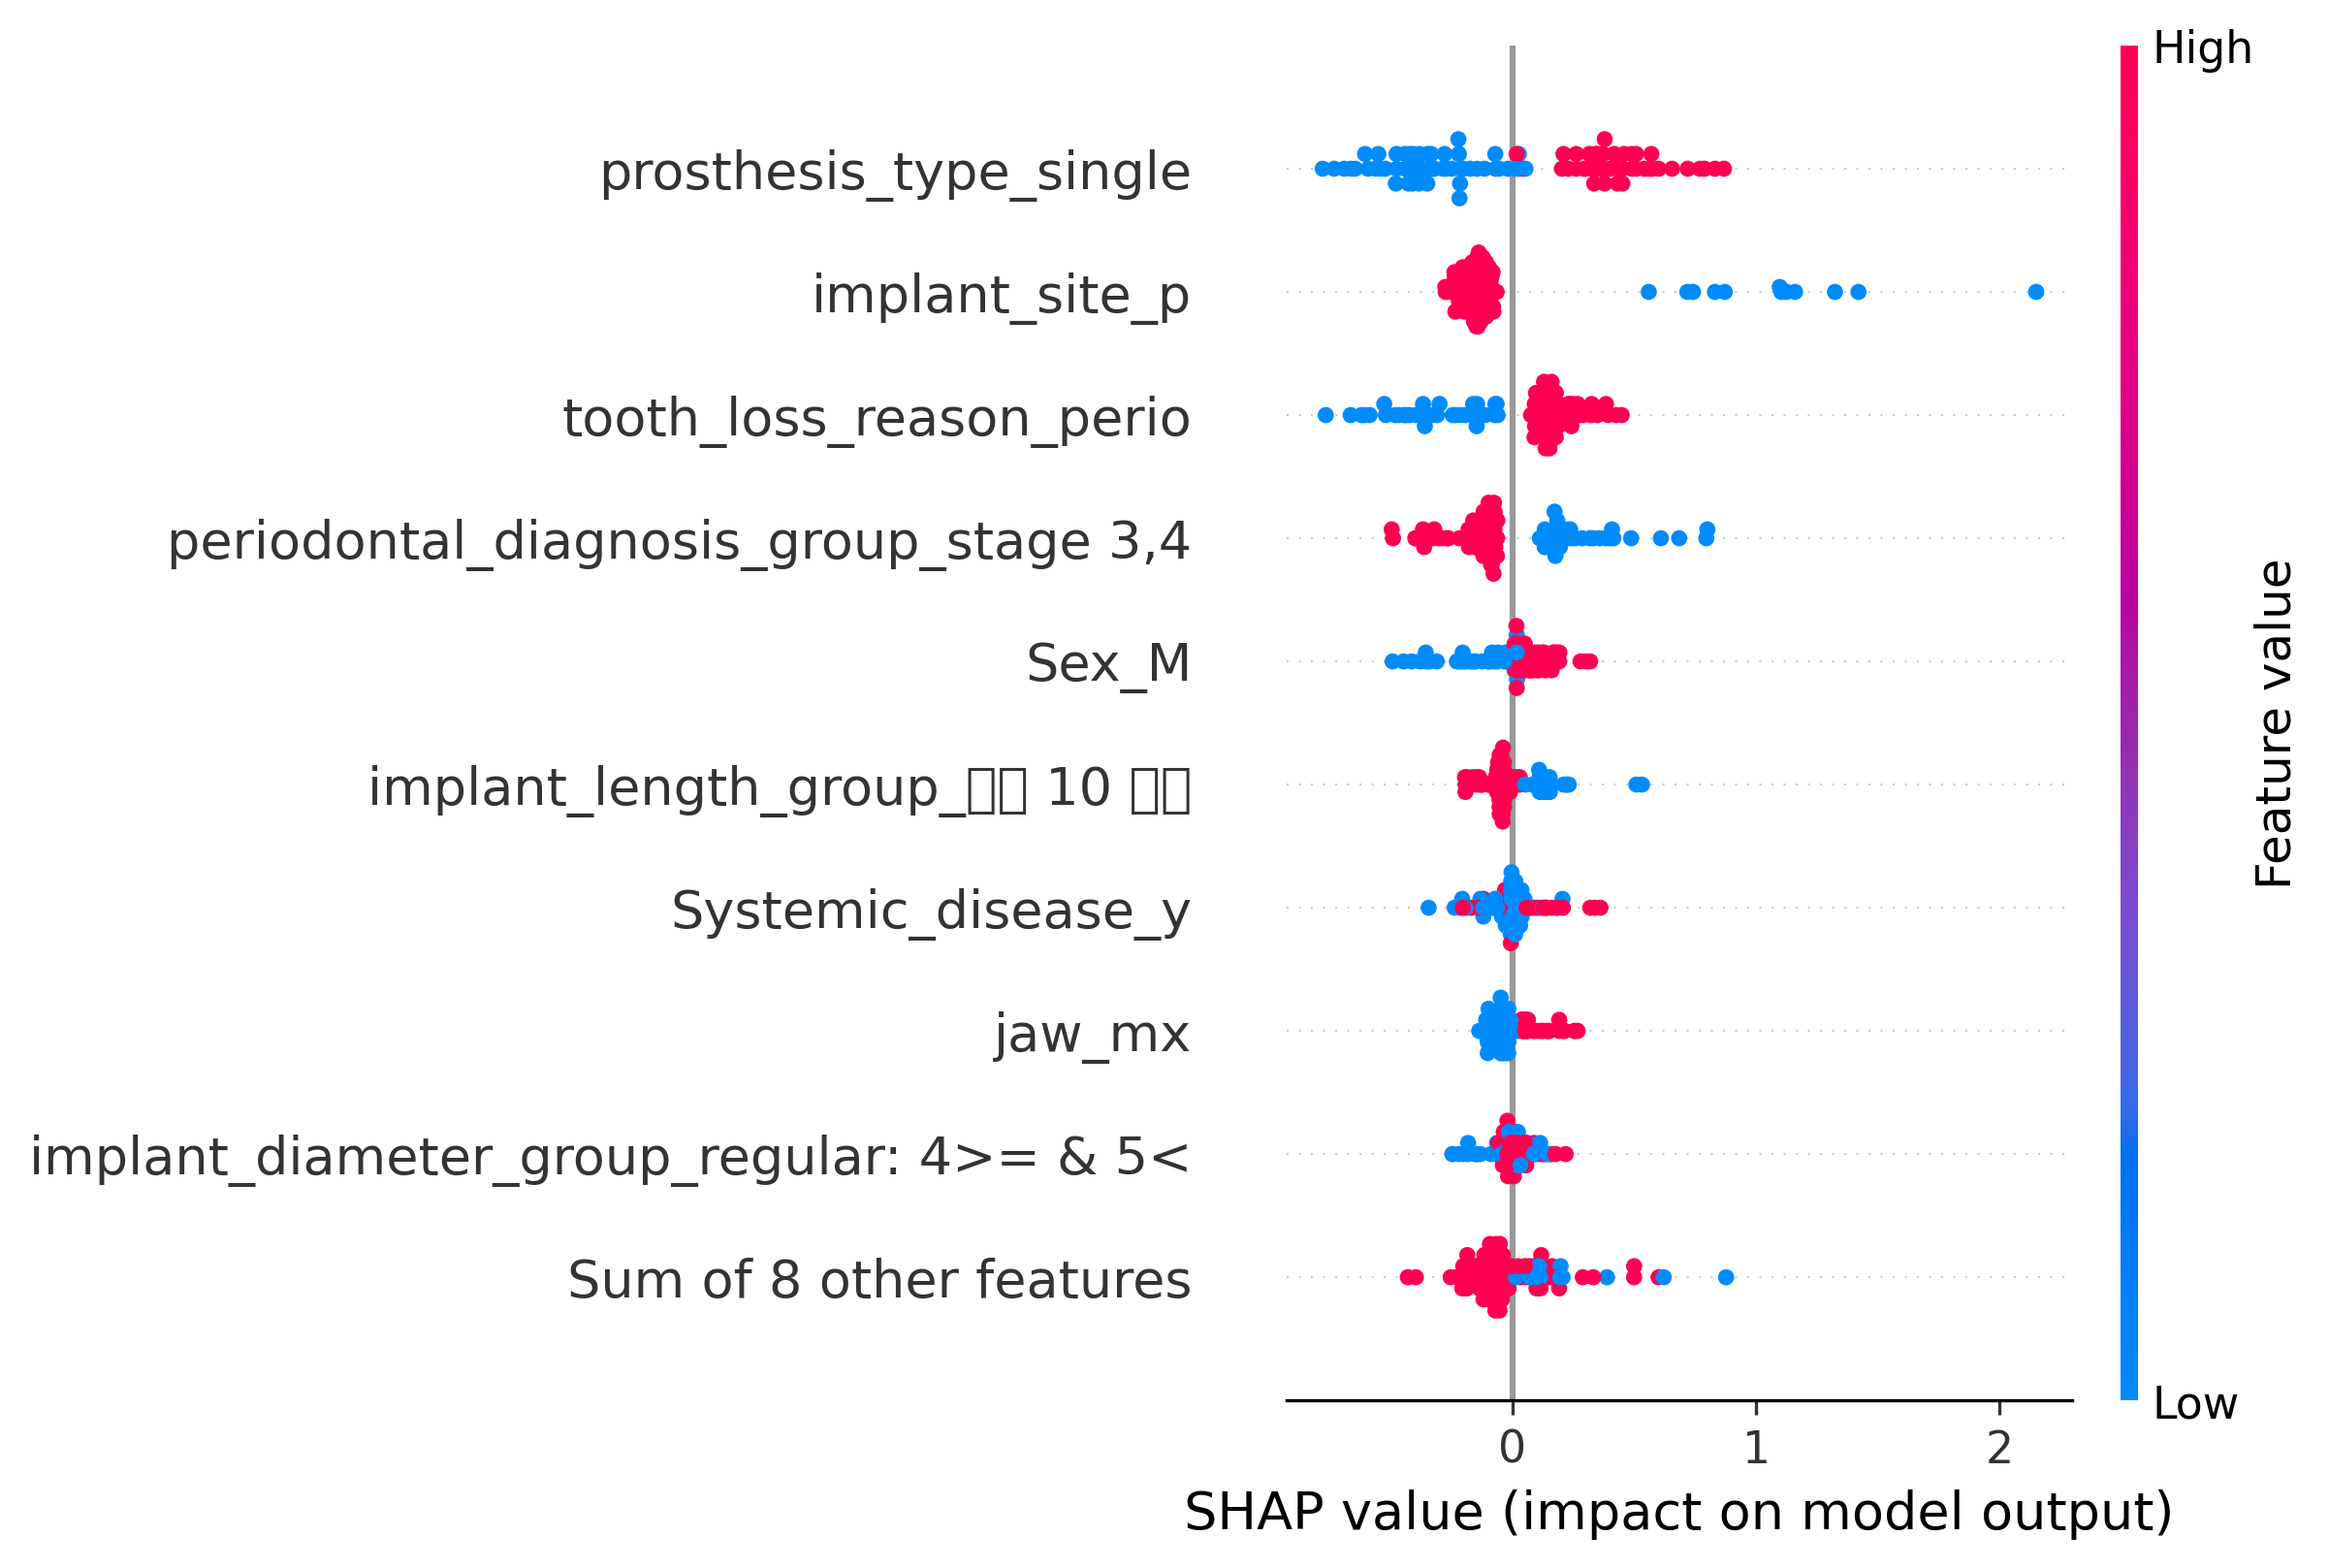 High
prosthesis_type_single
implant_site_p
tooth_loss_reason_perio
periodontal_diagnosis_group_stage 3,4
Sex_M
implant_length_group_ 10
Systemic_disease_y
jaw_mx
implant_diameter_group_regular: 4>= & 5<
Sum of 8 other features
Feature value
Low
0 1 2
SHAP value (impact on model output)